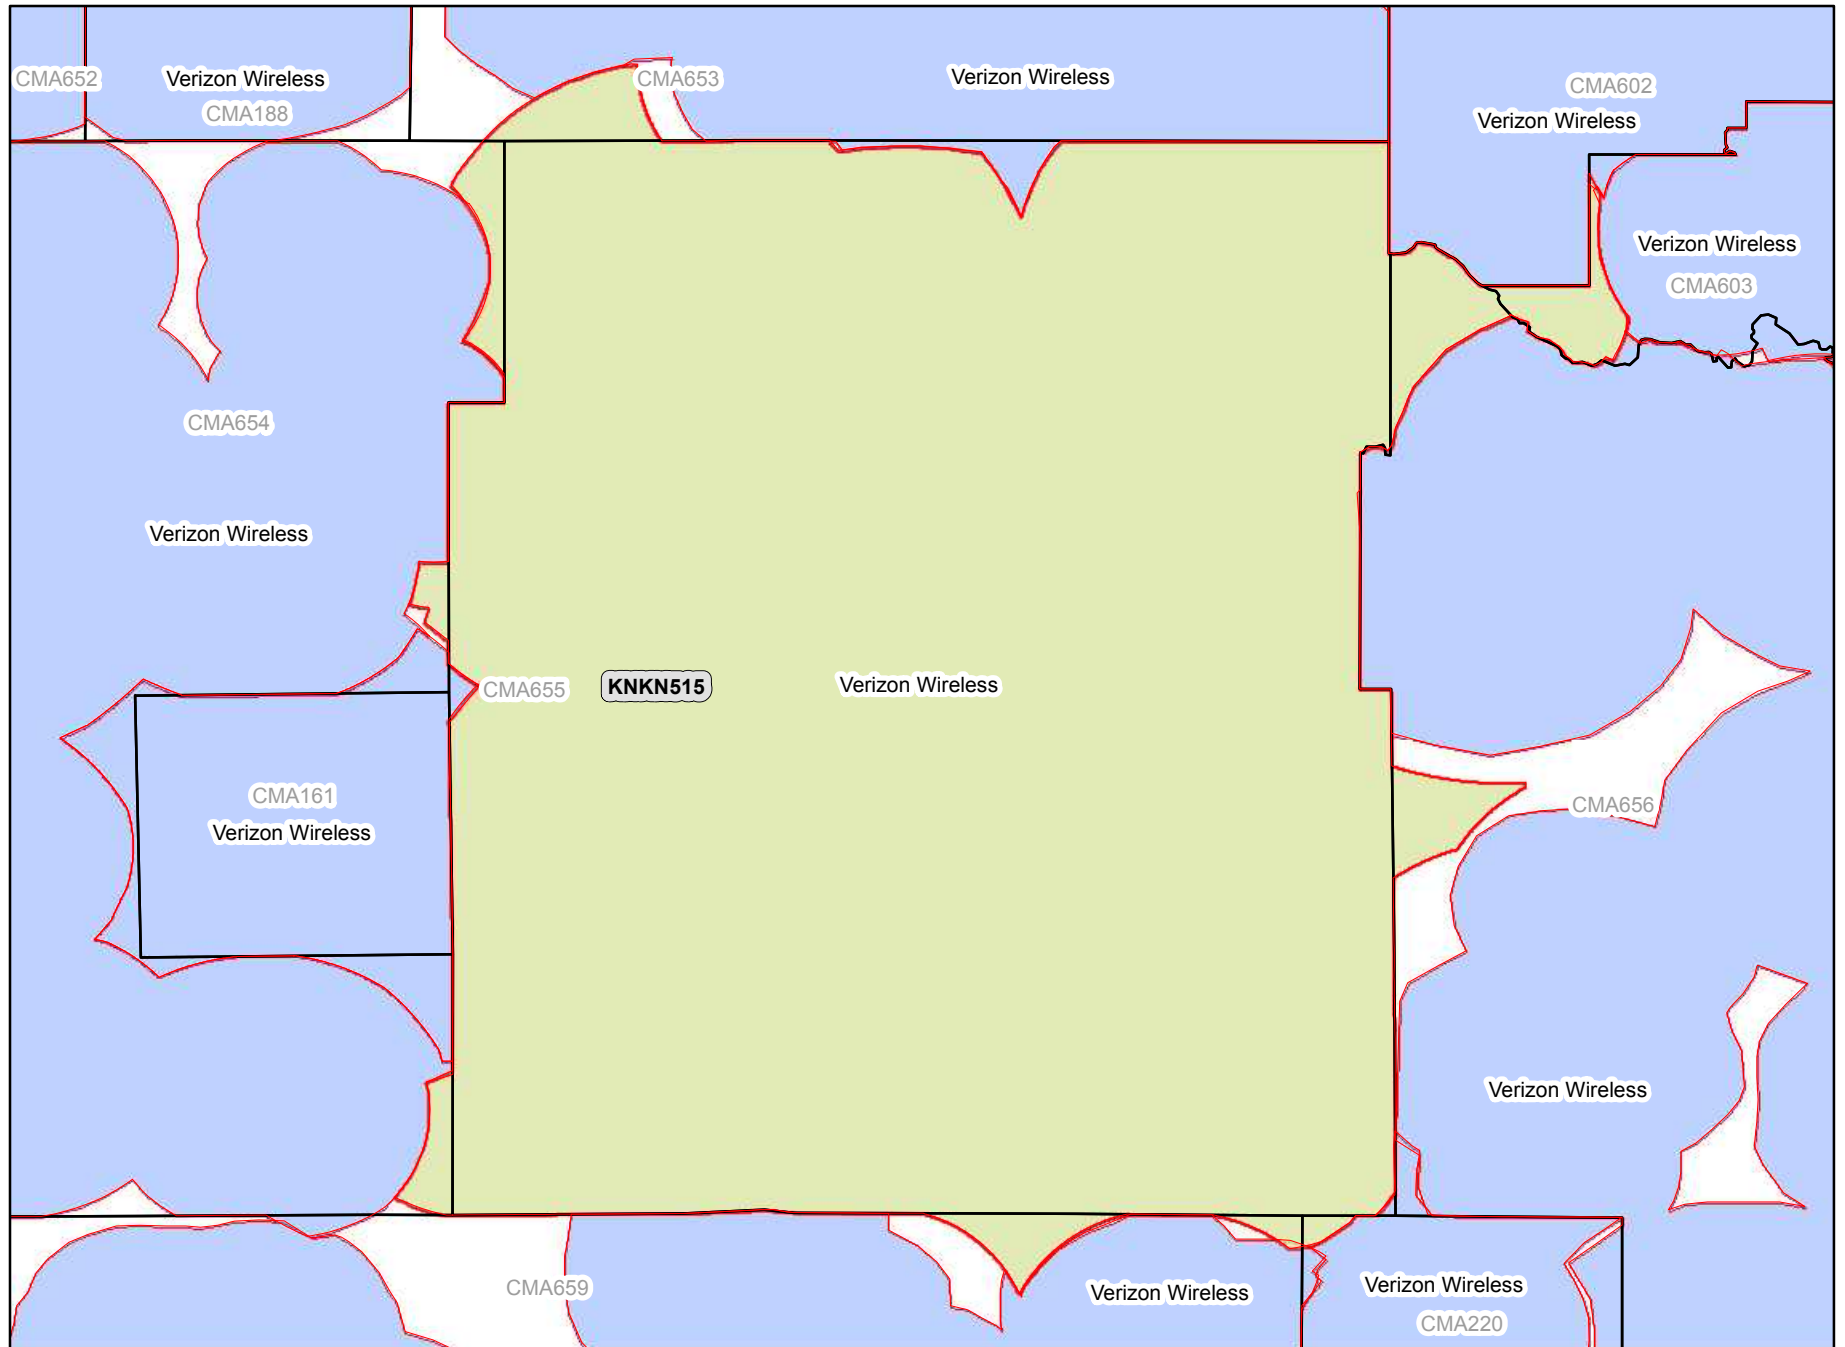 CMA652
Verizon Wireless
CMA188
CMA653
Verizon Wireless
CMA602
Verizon Wireless
Verizon Wireless
CMA603
CMA654
Verizon Wireless
CMA655
KNKN515
Verizon Wireless
CMA161
Verizon Wireless
CMA656
Verizon Wireless
CMA659
Verizon Wireless
Verizon Wireless
CMA220